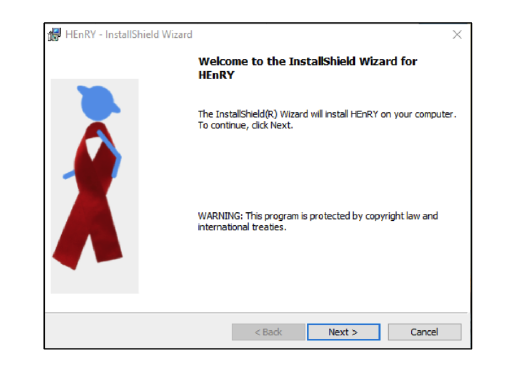 HEnRY - InstallShield Wizard
Welcome to the InstallShield Wizard for
HEnRY
The InstallShield(R) Wizard will install HEnRY on your computer.
To continue, click Next.
WARNING: This program is protected by copyright law and
international treaties.
< Back
Next >
Cancel